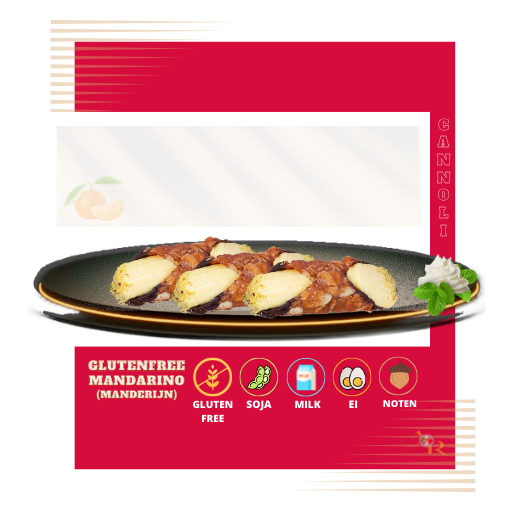 CANNOLI
GLUTENFREE
MANDARINO
(MANDERIJN)
GLUTEN
FREE
SOJA
MILK
EI
NOTEN